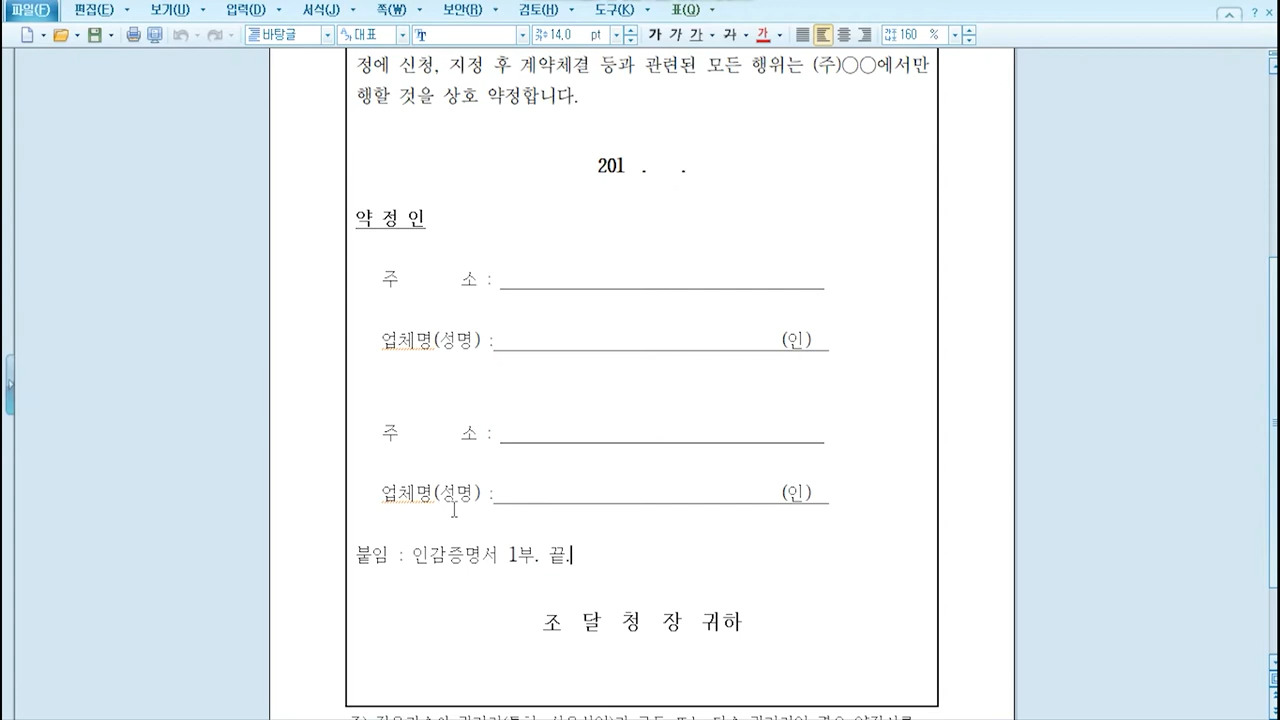 파일(F) 편집(E) 보기(U) 입력(D) 서식(J) 쪽(W) 보안(R) 검토(H) 도구(K) 표(Q)
바탕글 대표 14.0 pt 가 가 가 가 가 160 %
정에 신청, 지정 후 계약체결 등과 관련된 모든 행위는 (주)○○에서만
행할 것을 상호 약정합니다.
201 . .
약 정 인
주 소 :
업체명(성명) : (인)
주 소 :
업체명(성명) : (인)
붙임 : 인감증명서 1부. 끝.
조 달 청 장 귀하